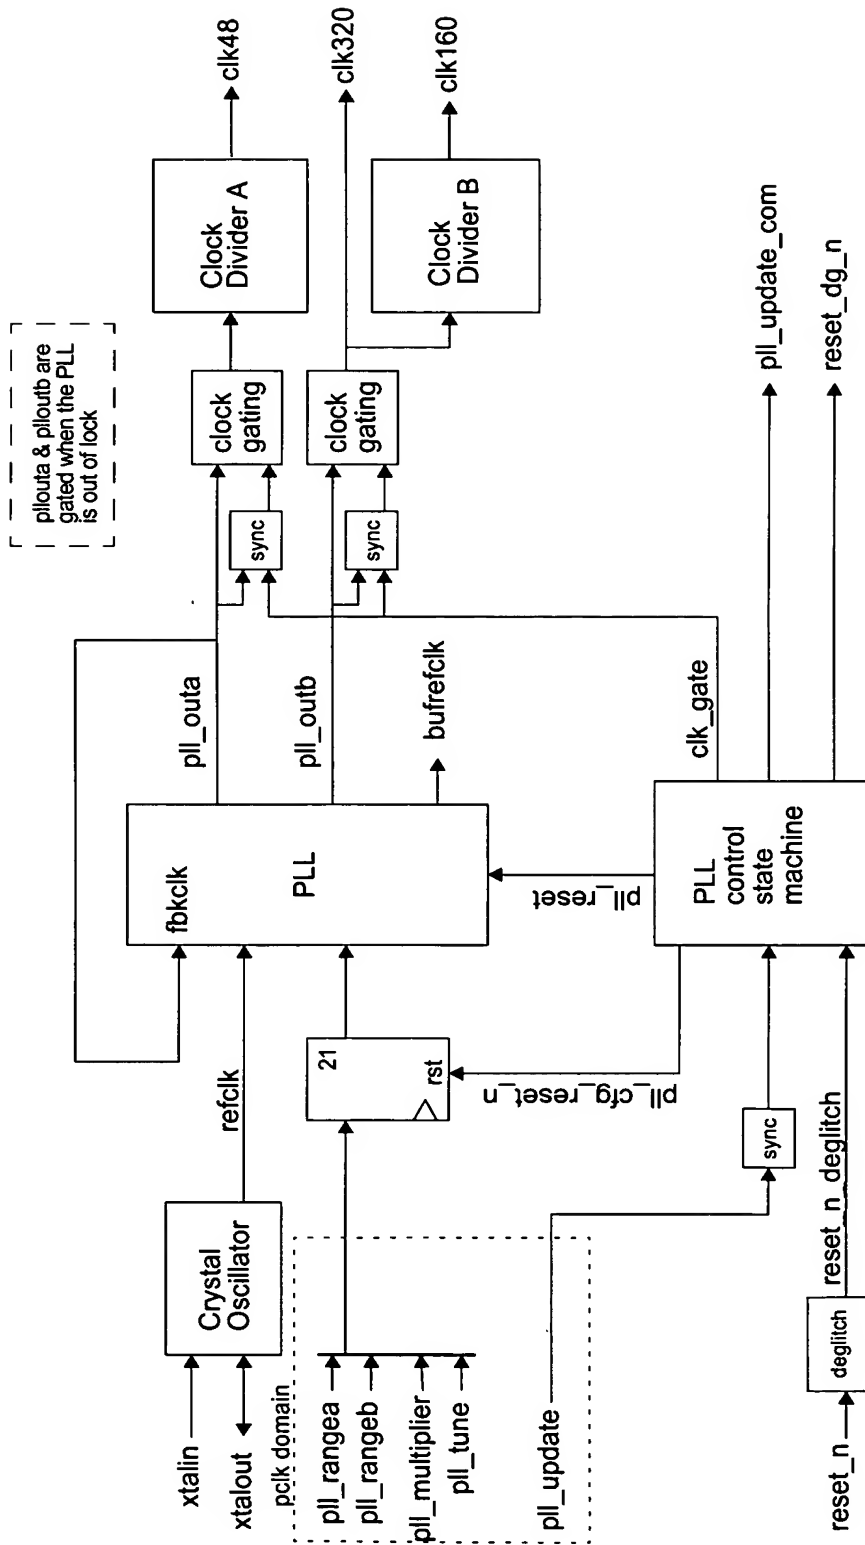 pllouta & plloutb are
gated when the PLL
is out of lock
xtalin
xtalout
Crystal
Oscillator
refclk
fbkclk
PLL
pll_outa
pll_outb
bufrefclk
sync
sync
clock
gating
clock
gating
Clock
Divider A
Clock
Divider B
clk48
clk320
clk160
pclk domain
pll_rangea
pll_rangeb
pll_multiplier
pll_tune
pll_update
21
rst
pll_cfg_reset_n
pll_reset
clk_gate
PLL
control
state
machine
sync
reset_n
deglitch
reset_n_deglitch
pll_update_com
reset_dg_n